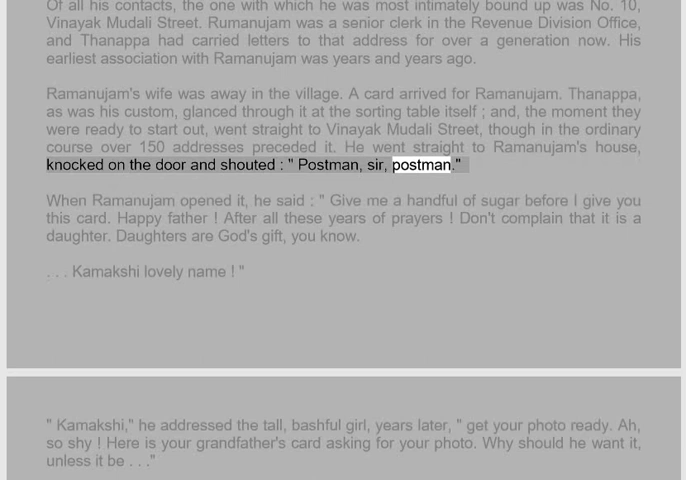 Of all his contacts, the one with which he was most intimately bound up was No. 10,
Vinayak Mudali Street. Rumanujam was a senior clerk in the Revenue Division Office,
and Thanappa had carried letters to that address for over a generation now. His
earliest association with Ramanujam was years and years ago.
Ramanujam's wife was away in the village. A card arrived for Ramanujam. Thanappa,
as was his custom, glanced through it at the sorting table itself ; and, the moment they
were ready to start out, went straight to Vinayak Mudali Street, though in the ordinary
course over 150 addresses preceded it. He went straight to Ramanujam's house,
knocked on the door and shouted : " Postman, sir, postman."
When Ramanujam opened it, he said : " Give me a handful of sugar before I give you
this card. Happy father ! After all these years of prayers ! Don't complain that it is a
daughter. Daughters are God's gift, you know.
. . . Kamakshi lovely name ! "
" Kamakshi," he addressed the tall, bashful girl, years later, " get your photo ready. Ah,
so shy ! Here is your grandfather's card asking for your photo. Why should he want it,
unless it be . . ."